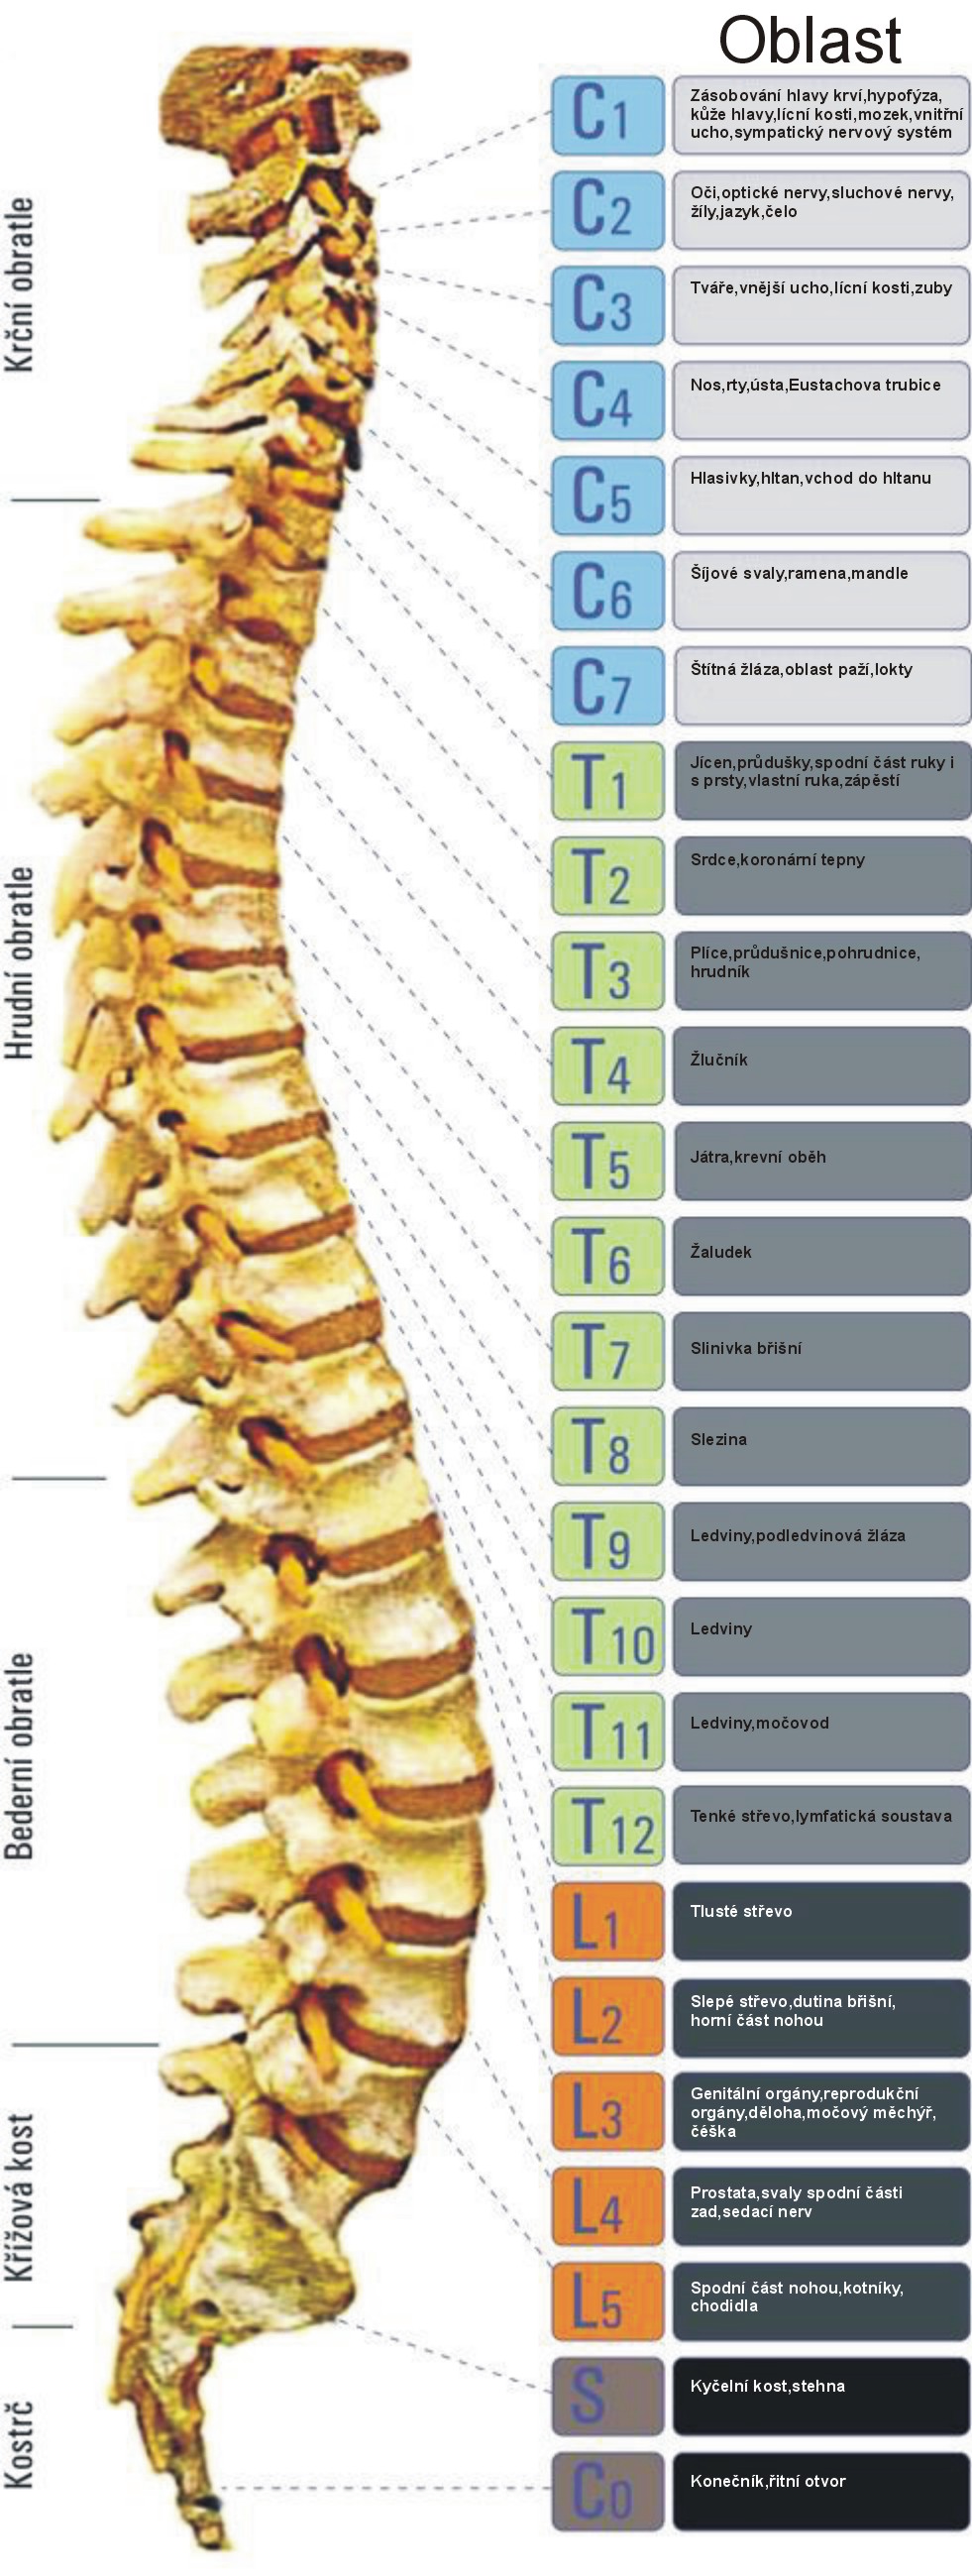 Oblast
Krční obratle
C1
Zásobování hlavy krví,hypofýza,
kůže hlavy,lícní kosti,mozek,vnitřní
ucho,sympatický nervový systém
C2
Oči,optické nervy,sluchové nervy,
žíly,jazyk,čelo
C3
Tváře,vnější ucho,lícní kosti,zuby
C4
Nos,rty,ústa,Eustachova trubice
C5
Hlasivky,hltan,vchod do hltanu
C6
Šíjové svaly,ramena,mandle
C7
Štítná žláza,oblast paží,lokty
Hrudní obratle
T1
Jícen,průdušky,spodní část ruky i
s prsty,vlastní ruka,zápěstí
T2
Srdce,koronární tepny
T3
Plíce,průdušnice,pohrudnice,
hrudník
T4
Žlučník
T5
Játra,krevní oběh
T6
Žaludek
T7
Slinivka břišní
T8
Slezina
T9
Ledviny,podledvinová žláza
T10
Ledviny
T11
Ledviny,močovod
T12
Tenké střevo,lymfatická soustava
Bederní obratle
L1
Tlusté střevo
L2
Slepé střevo,dutina břišní,
horní část nohou
L3
Genitální orgány,reprodukční
orgány,děloha,močový měchýř,
čéška
L4
Prostata,svaly spodní části
zad,sedací nerv
L5
Spodní část nohou,kotníky,
chodidla
Křížová kost
S
Kyčelní kost,stehna
Kostrč
Co
Konečník,řitní otvor